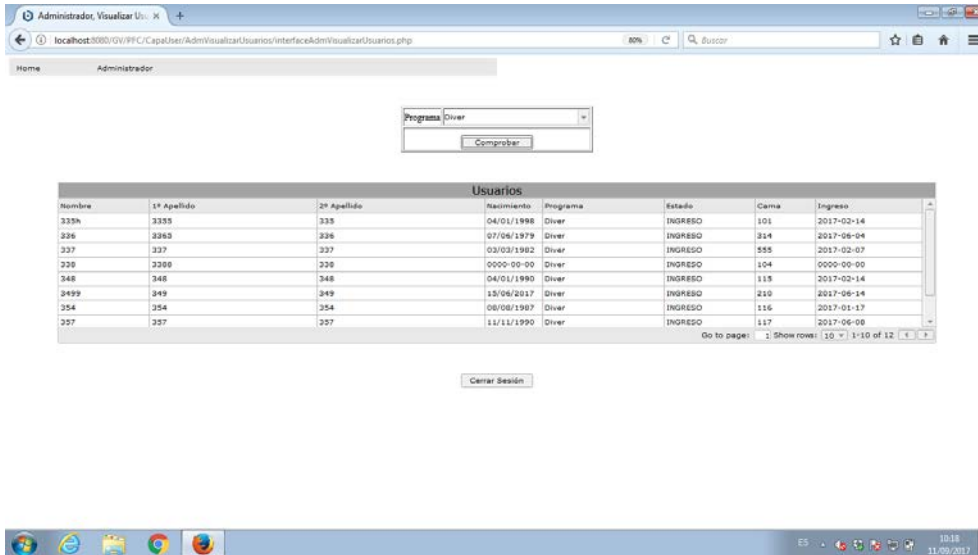 Administrador, Visualizar Us
localhost:8080/GV/PFC/CapaUser/AdmVisualizarUsuarios/interfaceAdmVisualizarUsuarios.php
80%
Buscar
Home Administrador
Programa Diver
Comprobar
Usuarios
Nombre 1º Apellido 2º Apellido Nacimiento Programa Estado Cama Ingreso
335h 3355 335 04/01/1998 Diver INGRESO 101 2017-02-14
336 3363 336 07/06/1979 Diver INGRESO 314 2017-06-04
337 337 337 03/03/1982 Diver INGRESO 555 2017-02-07
338 3388 338 0000-00-00 Diver INGRESO 104 0000-00-00
348 348 348 04/01/1990 Diver INGRESO 115 2017-02-14
3499 349 349 15/06/2017 Diver INGRESO 210 2017-06-14
354 354 354 08/08/1987 Diver INGRESO 116 2017-01-17
357 357 357 11/11/1990 Diver INGRESO 117 2017-06-08
Go to page: 1 Show rows: 10 1-10 of 12
Cerrar Sesión
ES
10:18
11/09/2017